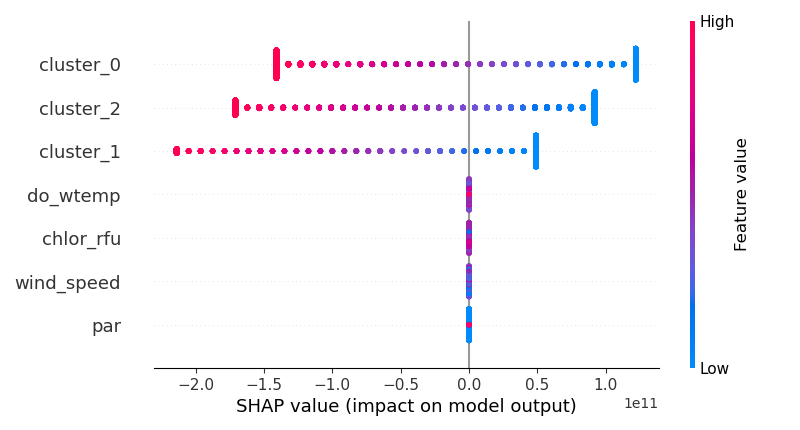 High
cluster_0
cluster_2
cluster_1
do_wtemp
chlor_rfu
wind_speed
par
Feature value
Low
−2.0 −1.5 −1.0 −0.5 0.0 0.5 1.0
1e11
SHAP value (impact on model output)